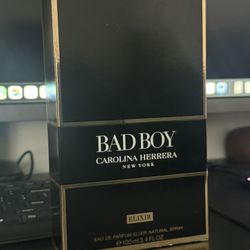 BAD BOY
CAROLINA HERRERA
NEW YORK
ELIXIR
EAU DE PARFUM ELIXIR NATURAL SPRAY
℮ 100 ml/3.4 FL OZ